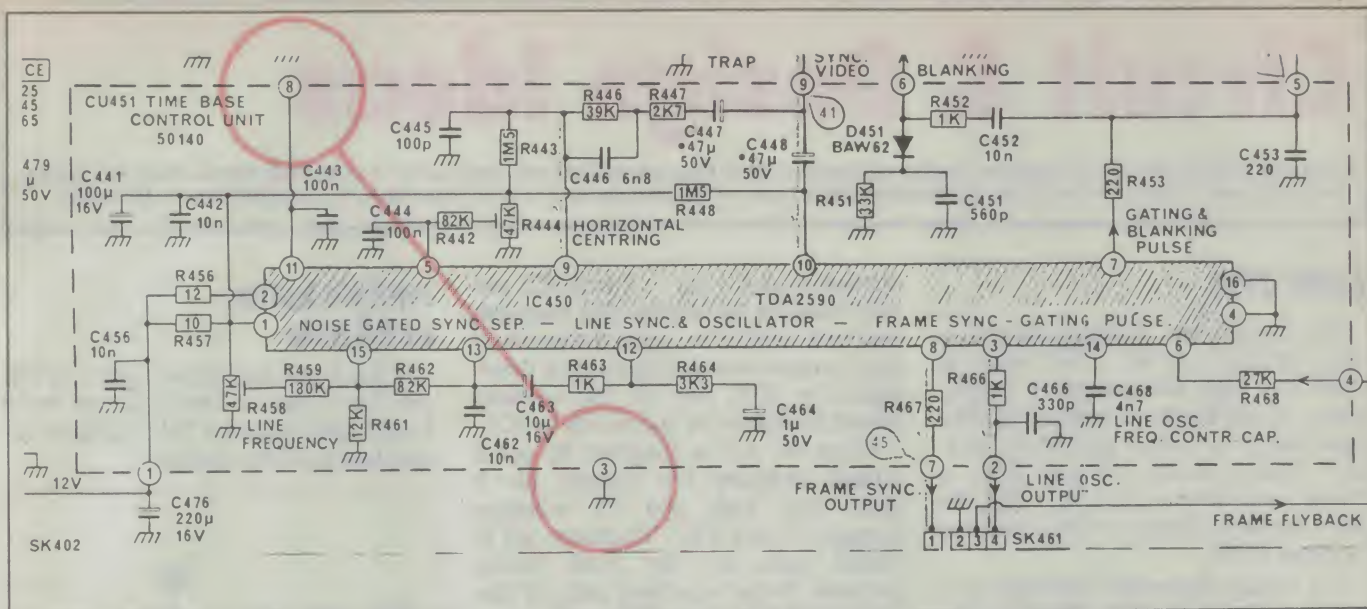 CE
25
45
65
479
μ
50V
CU451 TIME BASE
CONTROL UNIT
50140
8
TRAP
SYNC.
VIDEO
9
41
6
BLANKING
5
C441
100μ
16V
C442
10n
C443
100n
C444
100n
C445
100p
R443
1M5
R446
39K
R447
2K7
C447
•47μ
50V
C446 6n8
C448
•47μ
50V
1M5
R448
82K
R442
47K
R444
HORIZONTAL
CENTRING
D451
BAW62
R452
1K
C452
10n
R451
33K
C451
560p
220
R453
GATING &
BLANKING
PULSE
C453
220
11
5
9
10
7
R456
12
10
R457
2
1
16
4
IC450
TDA2590
NOISE GATED SYNC SEP. — LINE SYNC.& OSCILLATOR — FRAME SYNC - GATING PULSE.
15
13
12
8
3
14
6
C456
10n
47K
R458
LINE
FREQUENCY
R459
180K
R462
82K
R461
12K
C462
10n
C463
10μ
16V
R463
1K
R464
3K3
C464
1μ
50V
R467
220
R466
1K
C466
330p
C468
4n7
LINE OSC.
FREQ. CONTR. CAP.
27K
R468
4
45
1
12V
3
7
2
FRAME SYNC.
OUTPUT
LINE OSC.
OUTPUT
C476
220μ
16V
SK402
1 2 3 4 SK461
FRAME FLYBACK